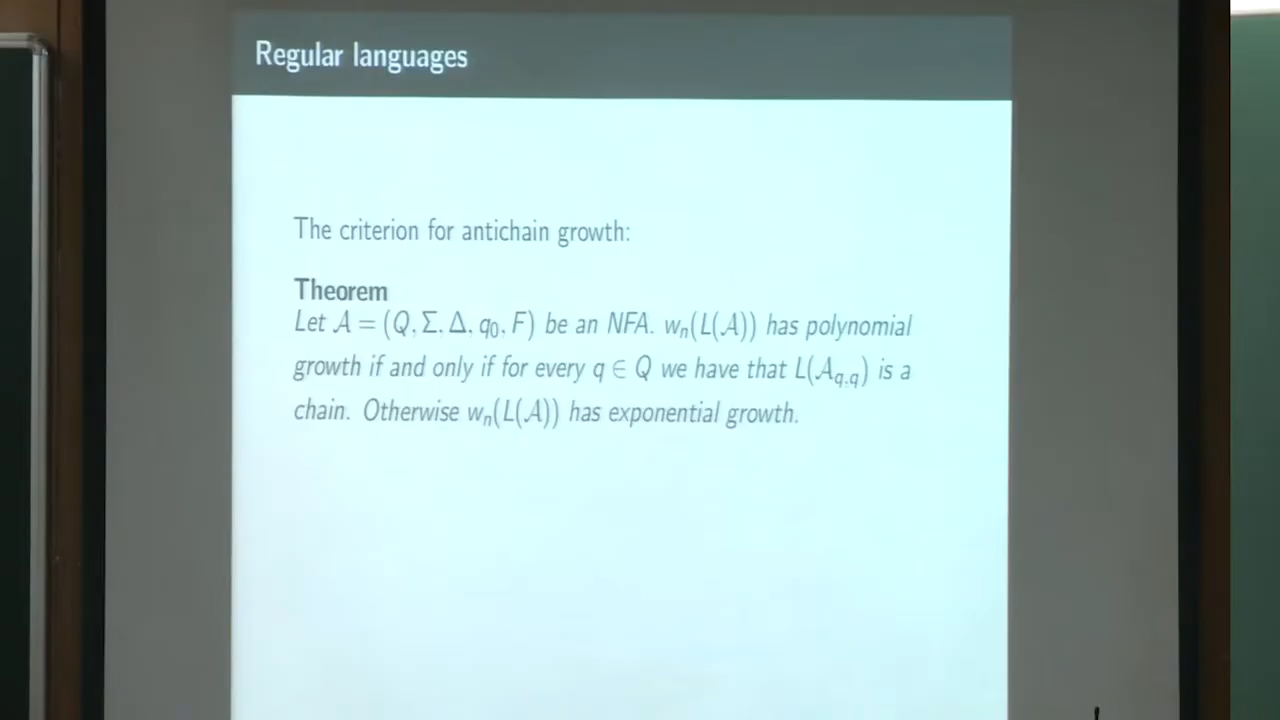 Regular languages
The criterion for antichain growth:
Theorem
Let 𝒜 = (Q, Σ, Δ, q₀, F) be an NFA. wₙ(L(𝒜)) has polynomial
growth if and only if for every q ∈ Q we have that L(𝒜_{q,q}) is a
chain. Otherwise wₙ(L(𝒜)) has exponential growth.